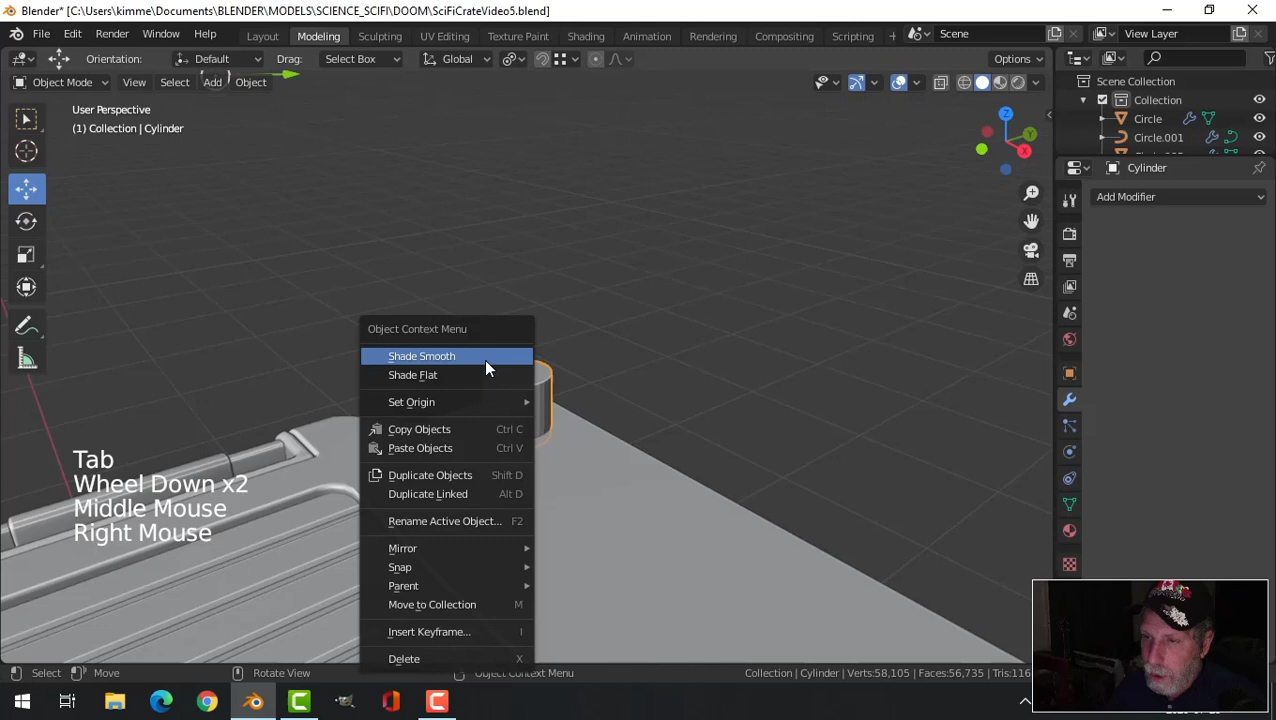 Blender* [C:\Users\kimme\Documents\BLENDER\MODELS\SCIENCE_SCIFI\DOOM\SciFiCrateVideo5.blend]
File Edit Render Window Help Layout Modeling Sculpting UV Editing Texture Paint Shading Animation Rendering Compositing Scripting + Scene View Layer
Orientation: Default Drag: Select Box Global Options
Object Mode View Select Add Object
User Perspective
(1) Collection | Cylinder
Z
Y
X
Scene Collection
Collection
Circle
Circle.001
Cylinder
Add Modifier
Object Context Menu
Shade Smooth
Shade Flat
Set Origin
Copy Objects Ctrl C
Paste Objects Ctrl V
Duplicate Objects Shift D
Duplicate Linked Alt D
Rename Active Object... F2
Mirror
Snap
Parent
Move to Collection M
Insert Keyframe... I
Delete X
Tab
Wheel Down x2
Middle Mouse
Right Mouse
Select Move Rotate View Object Context Menu Collection | Cylinder | Verts:58,105 | Faces:56,735 | Tris:116